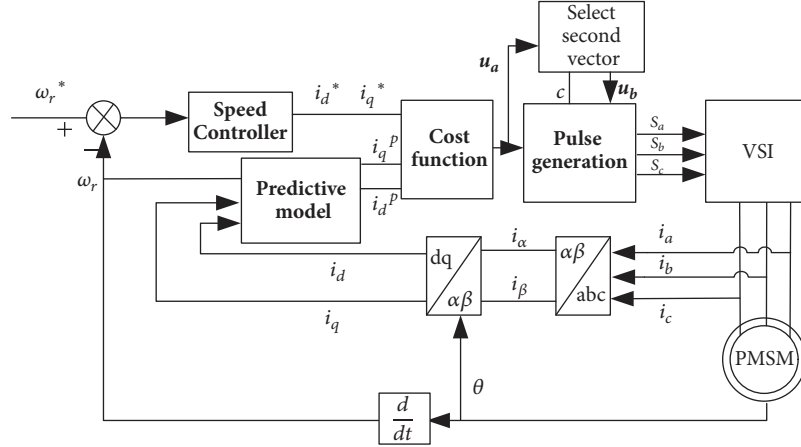 Select
second
vector
u_a
c
u_b
ω_r^*
+
−
Speed
Controller
i_d^* i_q^*
Cost
function
Pulse
generation
S_a
S_b
S_c
VSI
i_q^p
i_d^p
ω_r
Predictive
model
i_d
i_q
dq
αβ
i_α
i_β
αβ
abc
i_a
i_b
i_c
PMSM
θ
d
dt